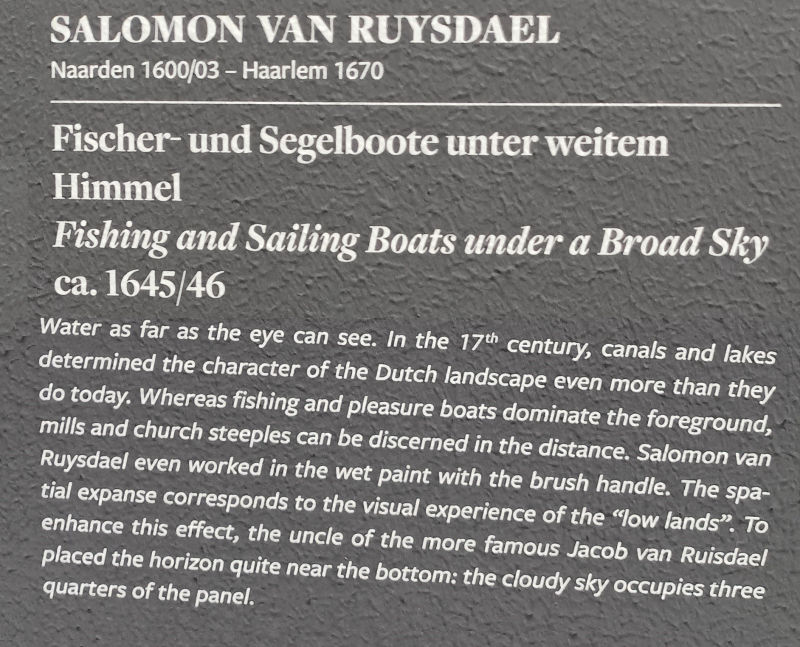 SALOMON VAN RUYSDAEL
Naarden 1600/03 – Haarlem 1670
Fischer- und Segelboote unter weitem
Himmel
Fishing and Sailing Boats under a Broad Sky
ca. 1645/46
Water as far as the eye can see. In the 17th century, canals and lakes
determined the character of the Dutch landscape even more than they
do today. Whereas fishing and pleasure boats dominate the foreground,
mills and church steeples can be discerned in the distance. Salomon van
Ruysdael even worked in the wet paint with the brush handle. The spa-
tial expanse corresponds to the visual experience of the “low lands”. To
enhance this effect, the uncle of the more famous Jacob van Ruisdael
placed the horizon quite near the bottom: the cloudy sky occupies three
quarters of the panel.